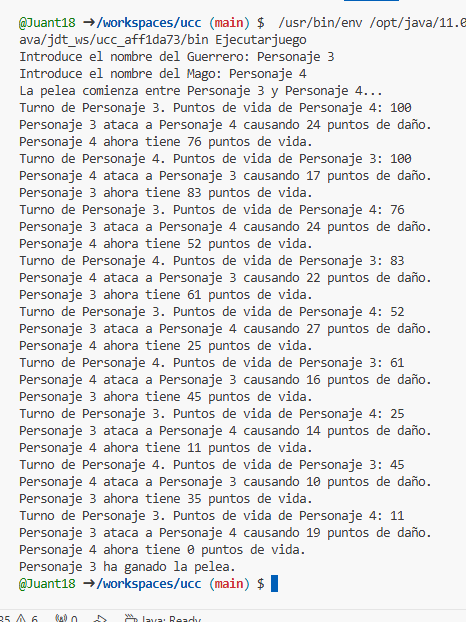 @Juant18 ➜/workspaces/ucc (main) $  /usr/bin/env /opt/java/11.0
ava/jdt_ws/ucc_aff1da73/bin Ejecutarjuego
Introduce el nombre del Guerrero: Personaje 3
Introduce el nombre del Mago: Personaje 4
La pelea comienza entre Personaje 3 y Personaje 4...
Turno de Personaje 3. Puntos de vida de Personaje 4: 100
Personaje 3 ataca a Personaje 4 causando 24 puntos de daño.
Personaje 4 ahora tiene 76 puntos de vida.
Turno de Personaje 4. Puntos de vida de Personaje 3: 100
Personaje 4 ataca a Personaje 3 causando 17 puntos de daño.
Personaje 3 ahora tiene 83 puntos de vida.
Turno de Personaje 3. Puntos de vida de Personaje 4: 76
Personaje 3 ataca a Personaje 4 causando 24 puntos de daño.
Personaje 4 ahora tiene 52 puntos de vida.
Turno de Personaje 4. Puntos de vida de Personaje 3: 83
Personaje 4 ataca a Personaje 3 causando 22 puntos de daño.
Personaje 3 ahora tiene 61 puntos de vida.
Turno de Personaje 3. Puntos de vida de Personaje 4: 52
Personaje 3 ataca a Personaje 4 causando 27 puntos de daño.
Personaje 4 ahora tiene 25 puntos de vida.
Turno de Personaje 4. Puntos de vida de Personaje 3: 61
Personaje 4 ataca a Personaje 3 causando 16 puntos de daño.
Personaje 3 ahora tiene 45 puntos de vida.
Turno de Personaje 3. Puntos de vida de Personaje 4: 25
Personaje 3 ataca a Personaje 4 causando 14 puntos de daño.
Personaje 4 ahora tiene 11 puntos de vida.
Turno de Personaje 4. Puntos de vida de Personaje 3: 45
Personaje 4 ataca a Personaje 3 causando 10 puntos de daño.
Personaje 3 ahora tiene 35 puntos de vida.
Turno de Personaje 3. Puntos de vida de Personaje 4: 11
Personaje 3 ataca a Personaje 4 causando 19 puntos de daño.
Personaje 4 ahora tiene 0 puntos de vida.
Personaje 3 ha ganado la pelea.
@Juant18 ➜/workspaces/ucc (main) $
35 6 0 Java: Ready